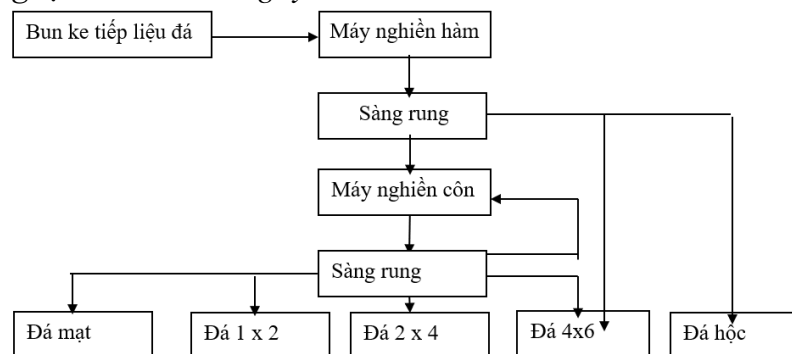 Bun ke tiếp liệu đá
Máy nghiền hàm
Sàng rung
Máy nghiền côn
Sàng rung
Đá mạt
Đá 1 x 2
Đá 2 x 4
Đá 4x6
Đá hộc